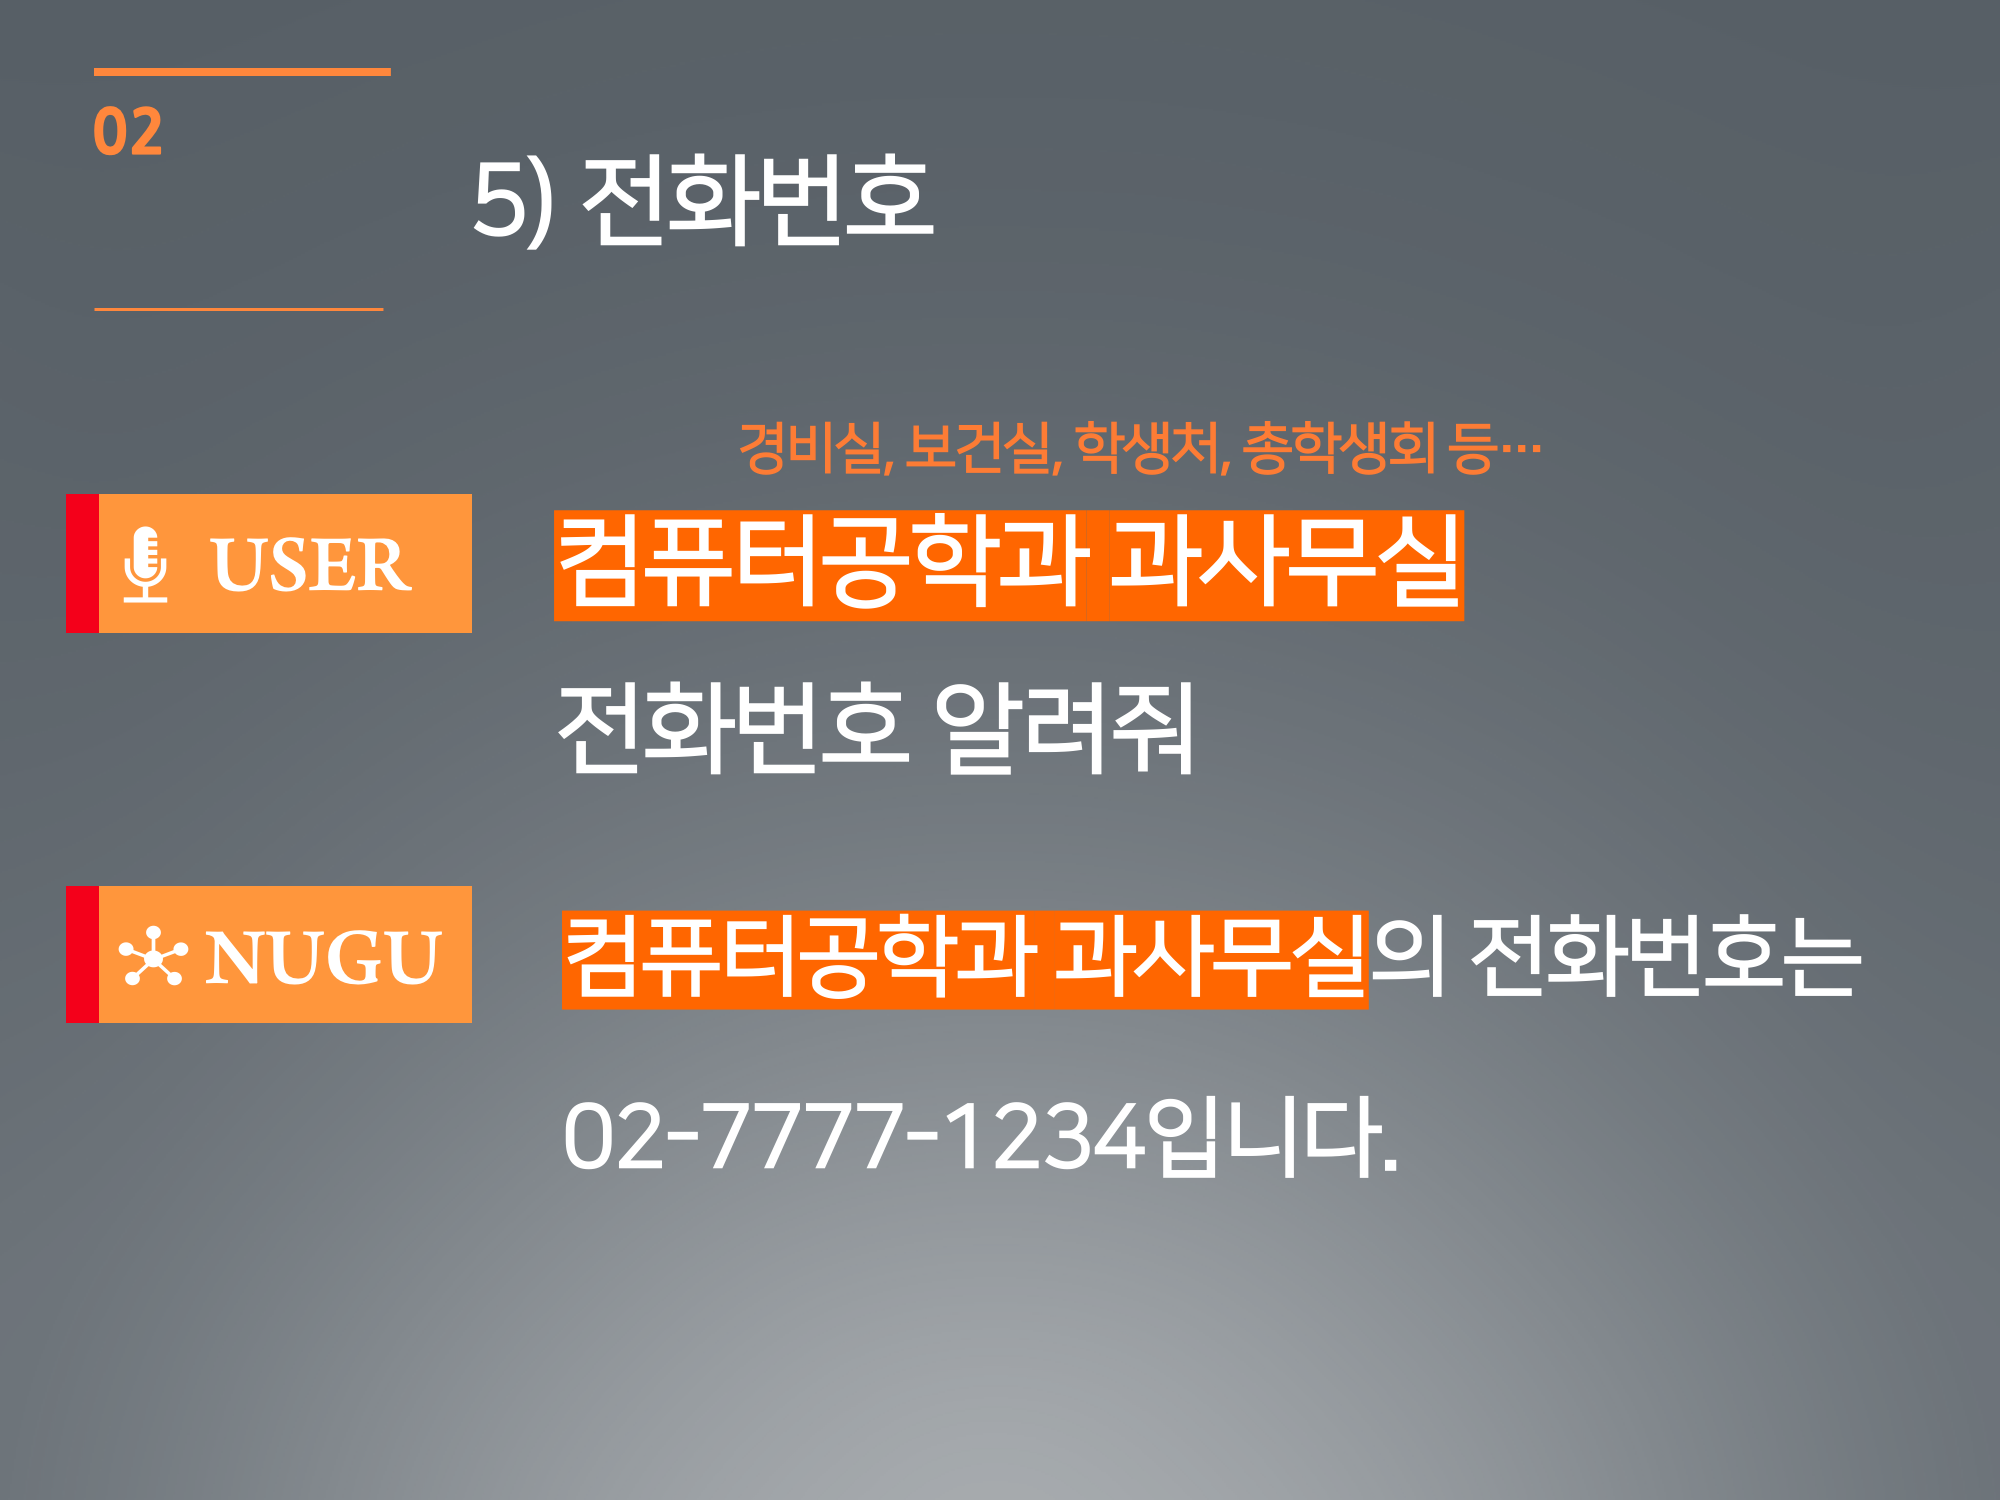 02
5) 전화번호
경비실, 보건실, 학생처, 총학생회 등…
USER
컴퓨터공학과 과사무실
전화번호 알려줘
NUGU
컴퓨터공학과 과사무실의 전화번호는
02-7777-1234입니다.